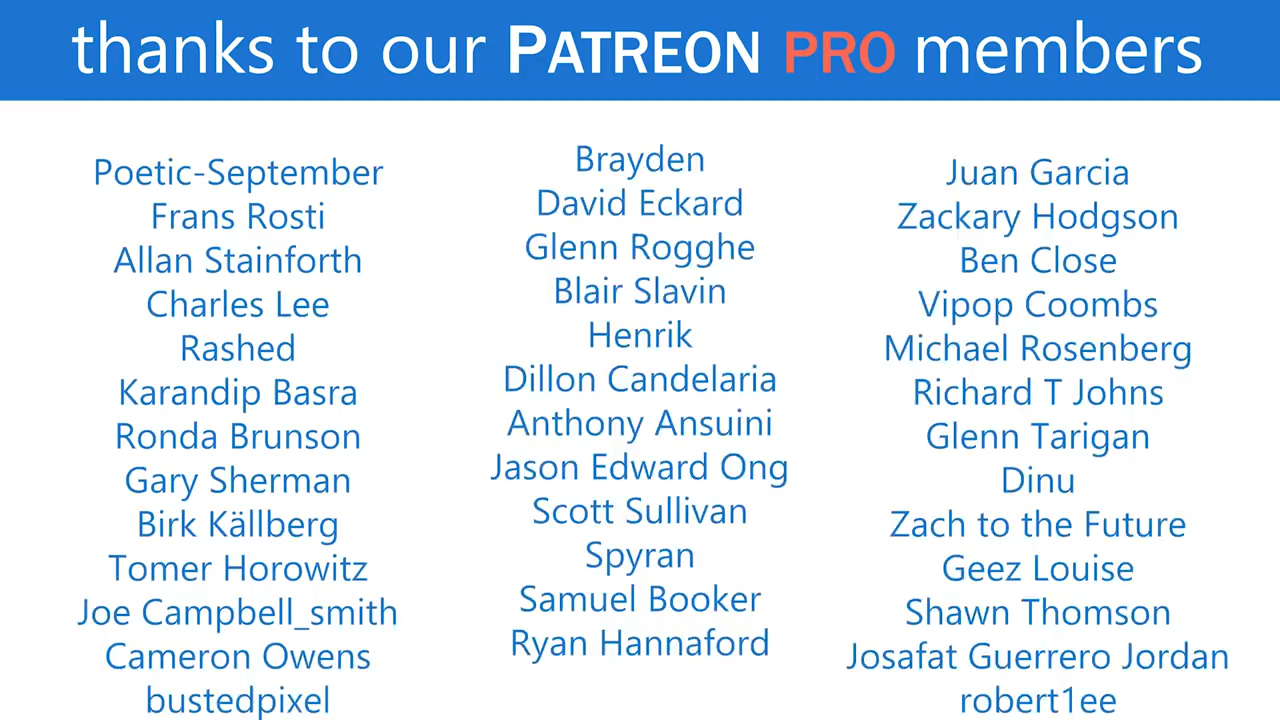 thanks to our PATREON PRO members
Poetic-September
Frans Rosti
Allan Stainforth
Charles Lee
Rashed
Karandip Basra
Ronda Brunson
Gary Sherman
Birk Källberg
Tomer Horowitz
Joe Campbell_smith
Cameron Owens
bustedpixel
Brayden
David Eckard
Glenn Rogghe
Blair Slavin
Henrik
Dillon Candelaria
Anthony Ansuini
Jason Edward Ong
Scott Sullivan
Spyran
Samuel Booker
Ryan Hannaford
Juan Garcia
Zackary Hodgson
Ben Close
Vipop Coombs
Michael Rosenberg
Richard T Johns
Glenn Tarigan
Dinu
Zach to the Future
Geez Louise
Shawn Thomson
Josafat Guerrero Jordan
robert1ee